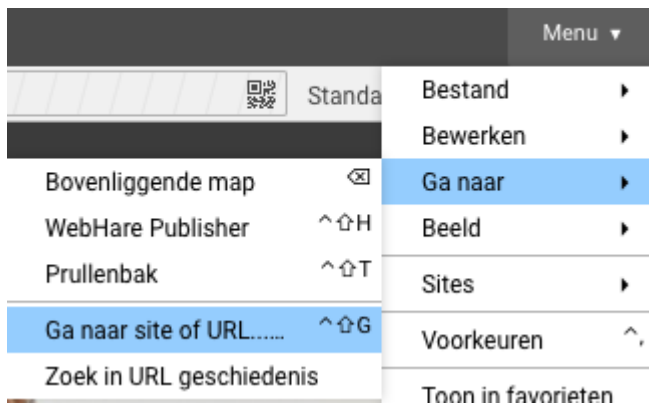 Menu ▼
Standa
Bestand
Bewerken
Ga naar
Beeld
Sites
Voorkeuren ^,
Toon in favorieten
Bovenliggende map ⌫
WebHare Publisher ^⇧H
Prullenbak ^⇧T
Ga naar site of URL...... ^⇧G
Zoek in URL geschiedenis